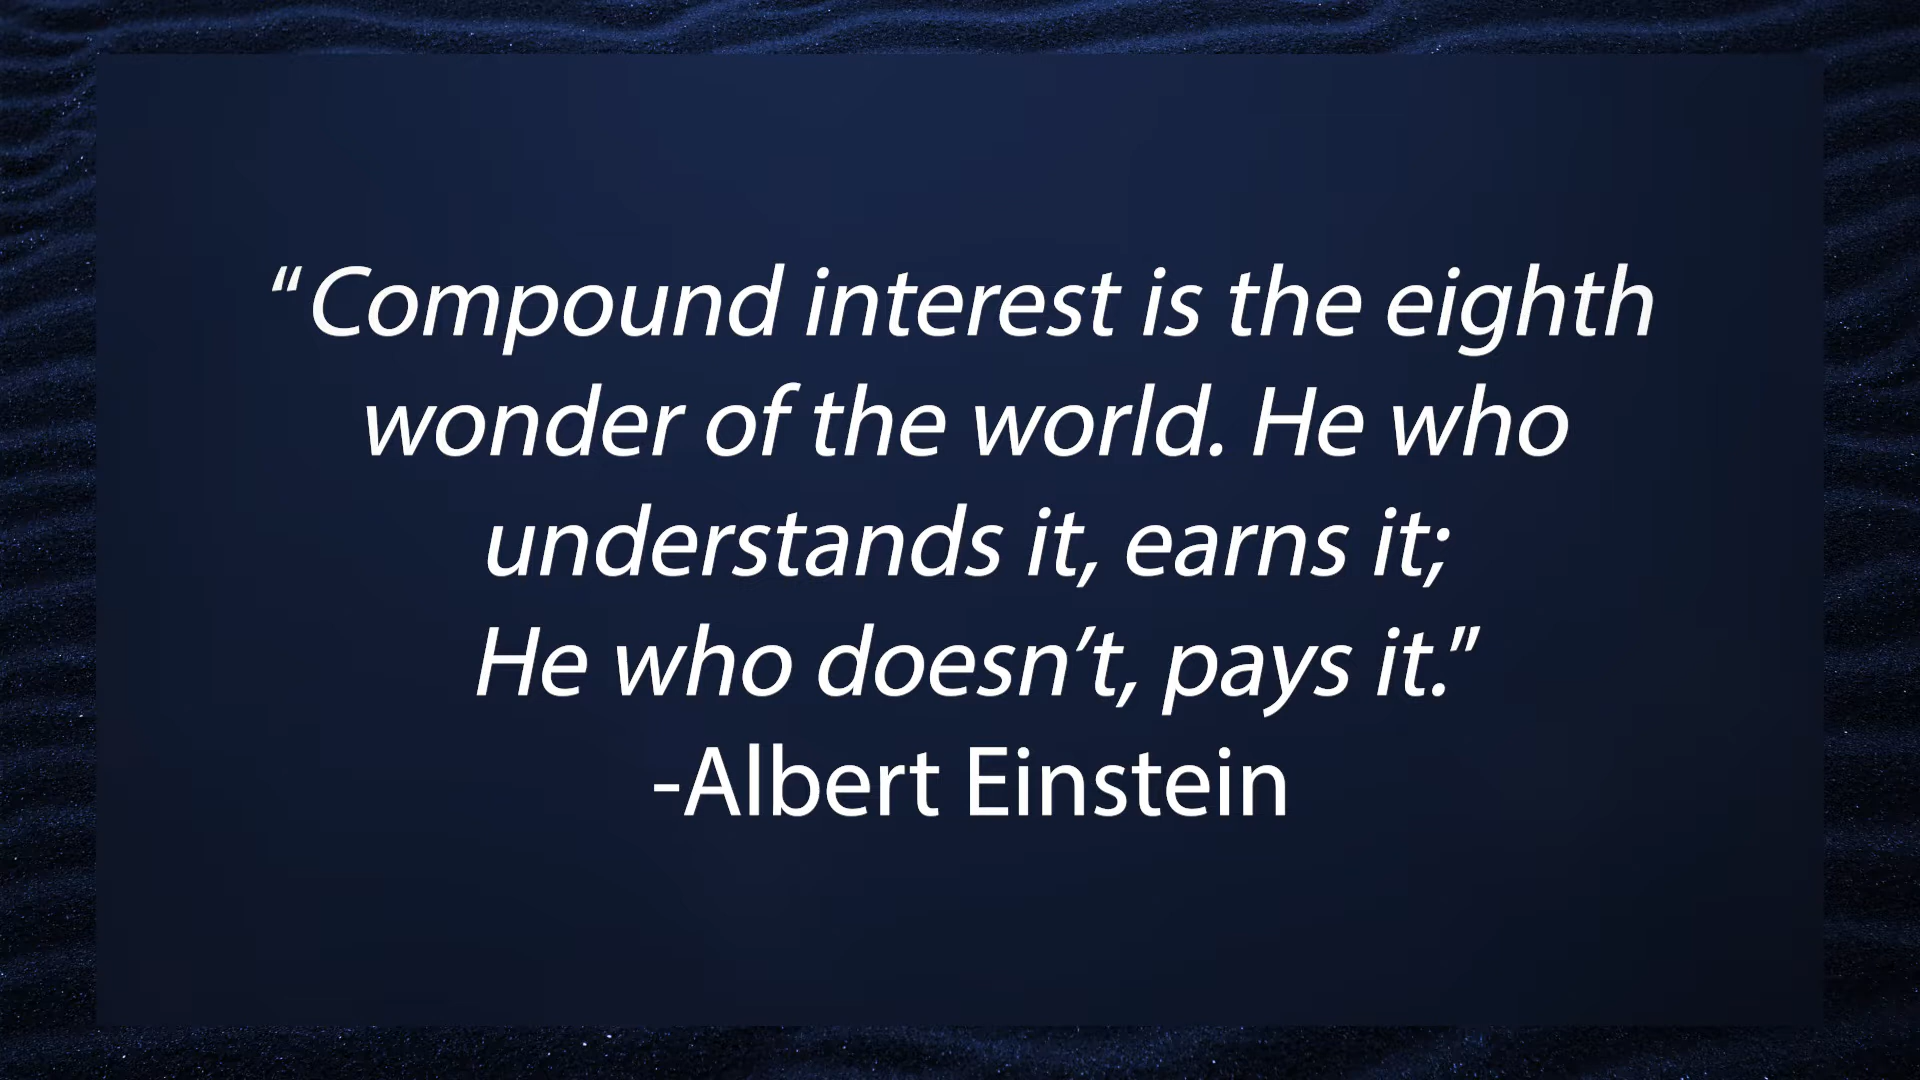 “Compound interest is the eighth
wonder of the world. He who
understands it, earns it;
He who doesn’t, pays it.”
-Albert Einstein